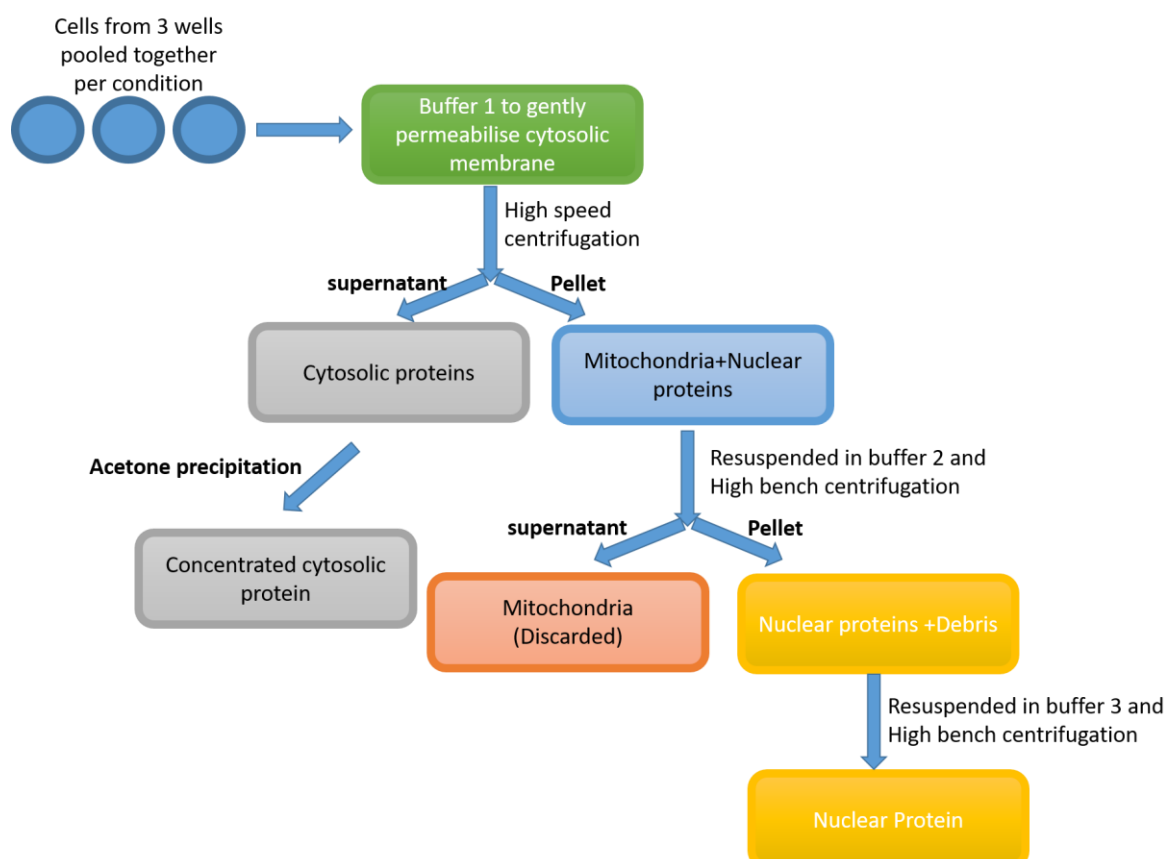 Cells from 3 wells
pooled together
per condition
Buffer 1 to gently
permeabilise cytosolic
membrane
High speed
centrifugation
supernatant
Pellet
Cytosolic proteins
Mitochondria+Nuclear
proteins
Acetone precipitation
Resuspended in buffer 2 and
High bench centrifugation
supernatant
Pellet
Concentrated cytosolic
protein
Mitochondria
(Discarded)
Nuclear proteins +Debris
Resuspended in buffer 3 and
High bench centrifugation
Nuclear Protein